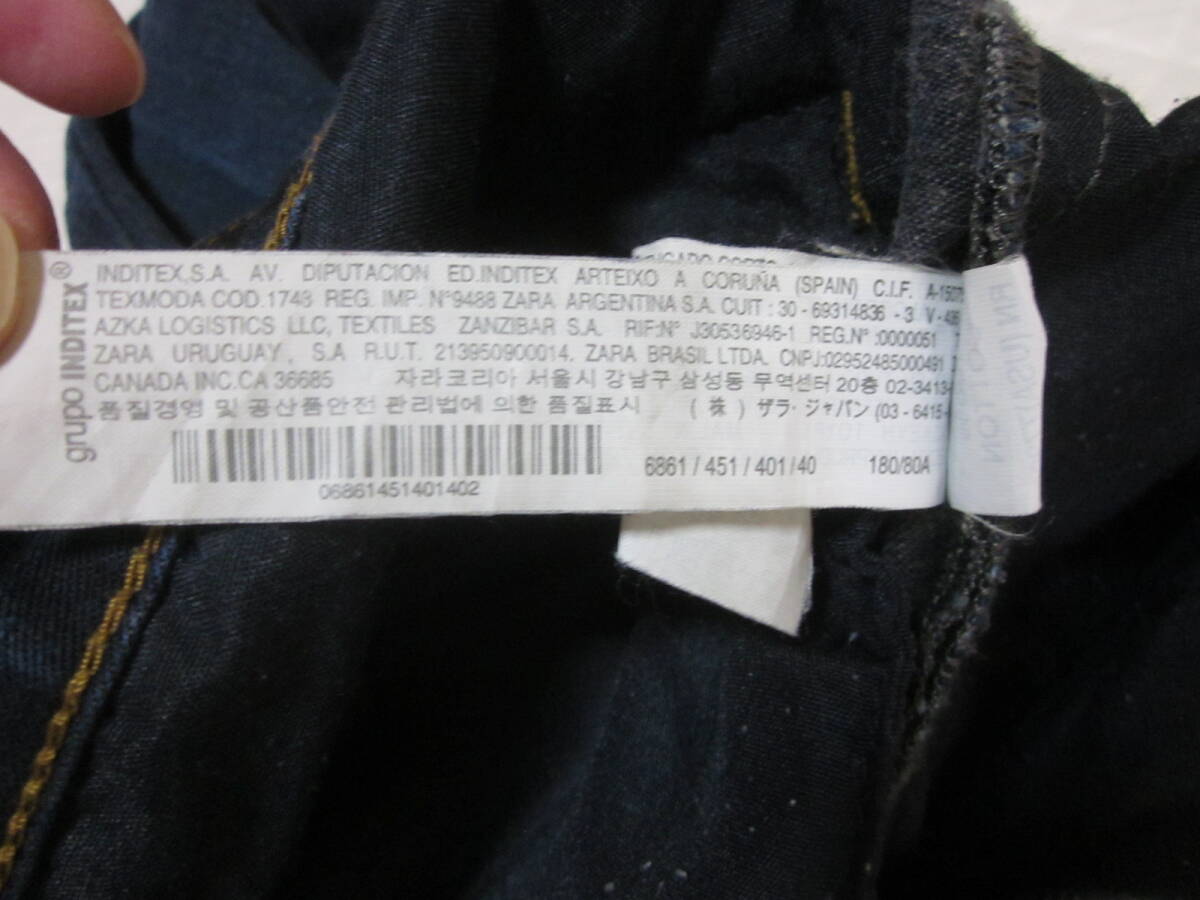 grupo INDITEX®
INDITEX,S.A. AV. DIPUTACION ED.INDITEX ARTEIXO A CORUÑA (SPAIN) C.I.F.
TEXMODA COD.1748 REG. IMP. N°9488 ZARA ARGENTINA S.A. CUIT : 30 - 69314836 - 3 V -
AZKA LOGISTICS LLC, TEXTILES ZANZIBAR S.A. RIF:N° J30536946-1 REG.N° :0000051
ZARA URUGUAY, S.A R.U.T. 213950900014, ZARA BRASIL LTDA. CNPJ:02952485000491
CANADA INC.CA 36685 자라코리아 서울시 강남구 삼성동 무역센터 20층 02-3413-
품질경영 및 공산품안전 관리법에 의한 품질표시 ( 株 ) ザラ・ジャパン (03 - 6415 -
6861 / 451 / 401 / 40 180/80A
06861451401402